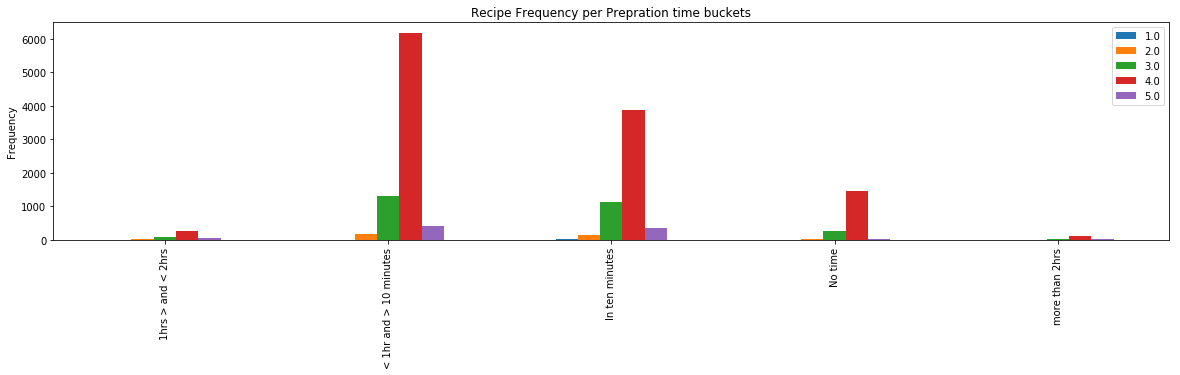 Recipe Frequency per Prepration time buckets
1.0
2.0
3.0
4.0
5.0
Frequency
6000
5000
4000
3000
2000
1000
0
1hrs > and < 2hrs
< 1hr and > 10 minutes
In ten minutes
No time
more than 2hrs